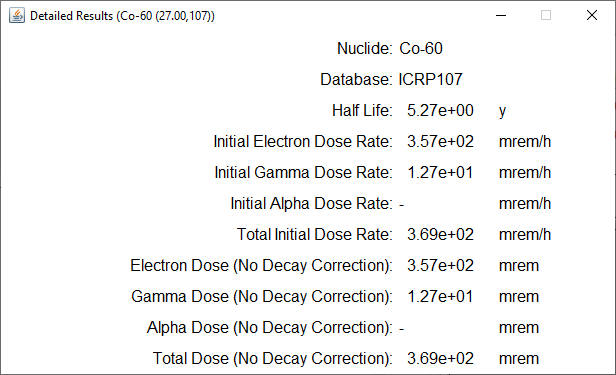 Detailed Results (Co-60 (27.00,107))
Nuclide: Co-60
Database: ICRP107
Half Life: 5.27e+00 y
Initial Electron Dose Rate: 3.57e+02 mrem/h
Initial Gamma Dose Rate: 1.27e+01 mrem/h
Initial Alpha Dose Rate: - mrem/h
Total Initial Dose Rate: 3.69e+02 mrem/h
Electron Dose (No Decay Correction): 3.57e+02 mrem
Gamma Dose (No Decay Correction): 1.27e+01 mrem
Alpha Dose (No Decay Correction): - mrem
Total Dose (No Decay Correction): 3.69e+02 mrem